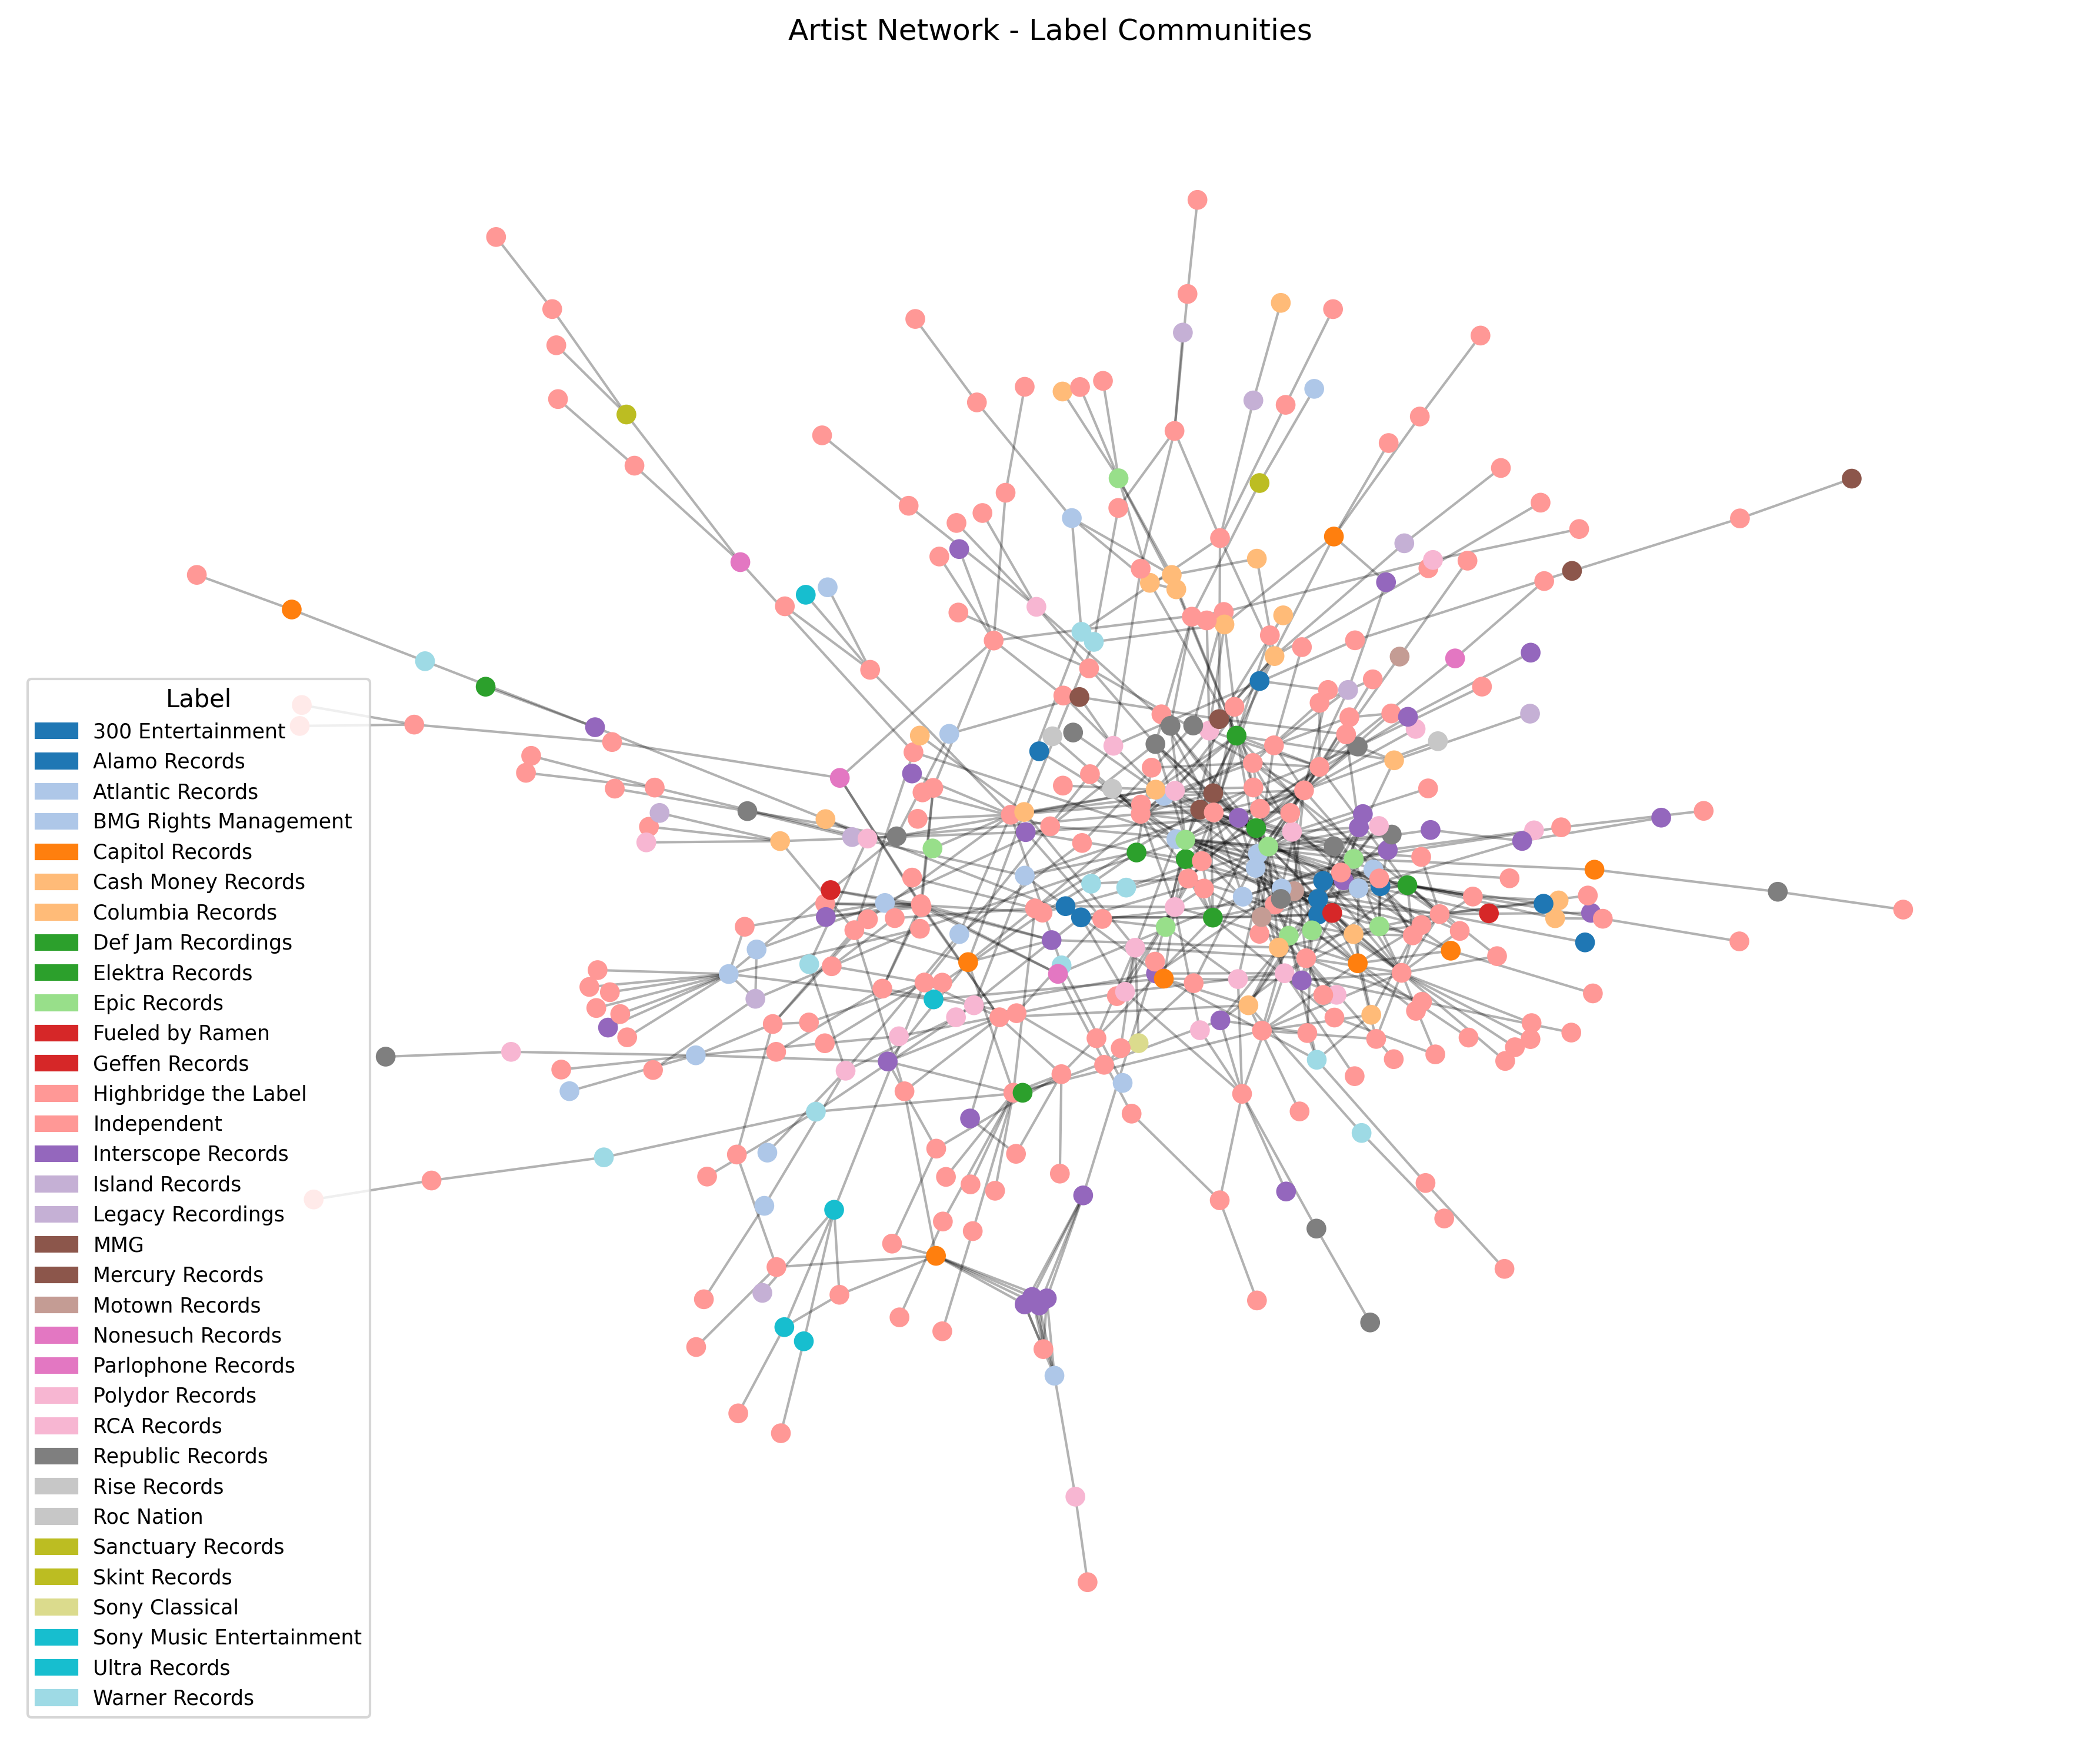 Artist Network - Label Communities
Label
300 Entertainment
Alamo Records
Atlantic Records
BMG Rights Management
Capitol Records
Cash Money Records
Columbia Records
Def Jam Recordings
Elektra Records
Epic Records
Fueled by Ramen
Geffen Records
Highbridge the Label
Independent
Interscope Records
Island Records
Legacy Recordings
MMG
Mercury Records
Motown Records
Nonesuch Records
Parlophone Records
Polydor Records
RCA Records
Republic Records
Rise Records
Roc Nation
Sanctuary Records
Skint Records
Sony Classical
Sony Music Entertainment
Ultra Records
Warner Records